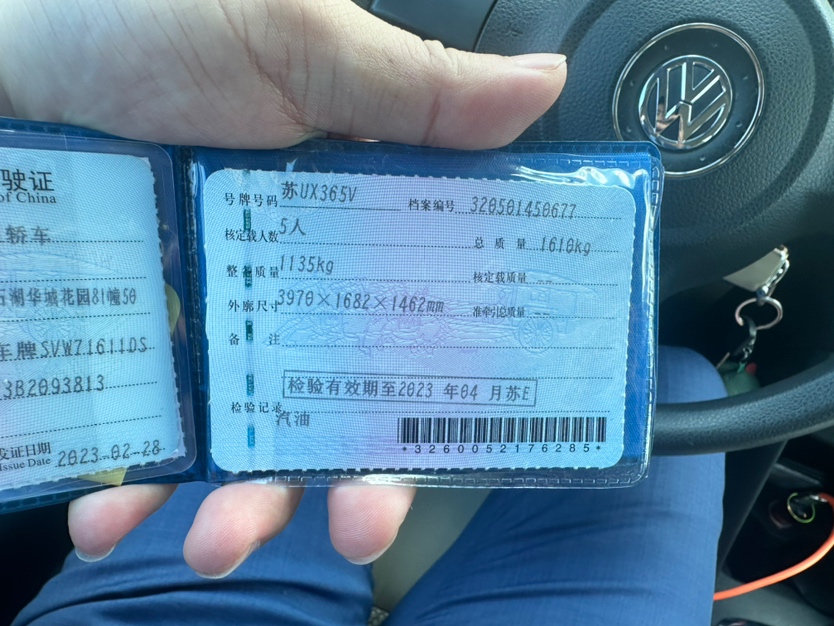 驶证
of China
轿车
石湖华城花园81幢50
车牌SVW71611OS
3B2093813
发证日期
Issue Date 2023-02-28
号牌号码 苏UX365V 档案编号 320501450677
核定载人数 5人 总质量 1610kg
整备质量 1135kg 核定载质量 --
外廓尺寸 3970×1682×1462mm 准牵引总质量 --
备注
检验有效期至2023 年04 月苏E
检验记录
汽油
*3260052176285*